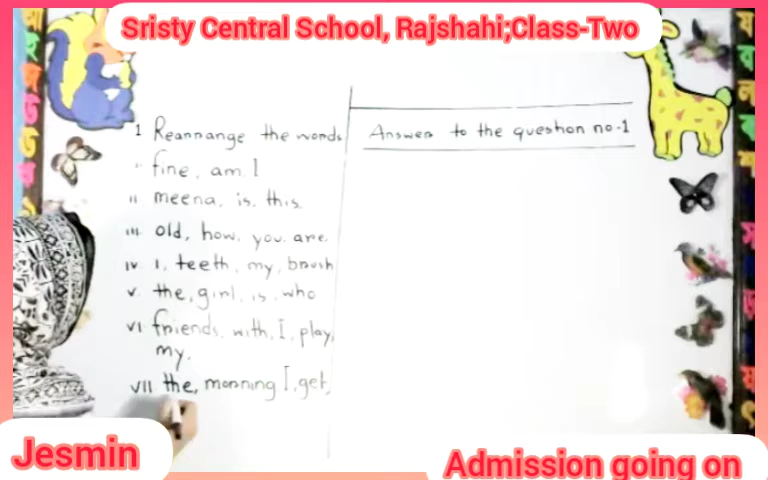 Sristy Central School, Rajshahi;Class-Two
1 Rearrange the words
i fine, am I
ii meena, is, this
iii old, how, you are
iv I, teeth, my, brush
v. the, girl, is, who
vi friends, with, I, play,
my.
vii the, morning I, get,
Answer to the question no-1
Jesmin
Admission going on